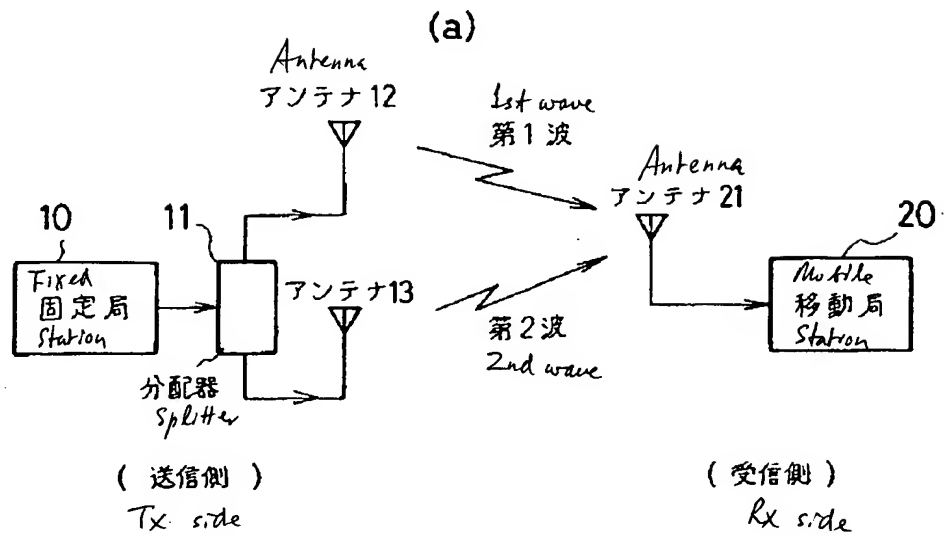 (a)
Antenna
アンテナ12
1st wave
第1波
Antenna
アンテナ21
10
Fixed
固定局
Station
11
アンテナ13
分配器
Splitter
第2波
2nd wave
20
Mobile
移動局
Station
(送信側)
Tx. side
(受信側)
Rx side